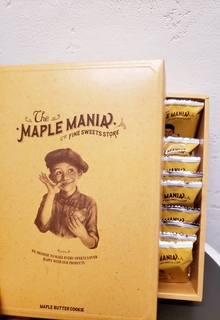 The
MAPLE MANIA
FINE SWEETS STORE
WE PROMISE TO MAKE EVERY SWEETS LOVER
HAPPY WITH OUR PRODUCTS
MAPLE BUTTER COOKIE
MANIA
MANIA